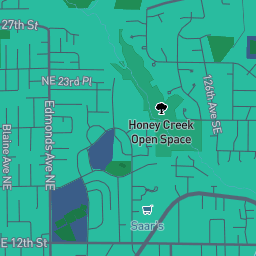 27th St
NE 23rd Pl
126th Ave SE
Honey Creek
Open Space
Edmonds Ave NE
Blaine Ave NE
Saar's
E 12th St